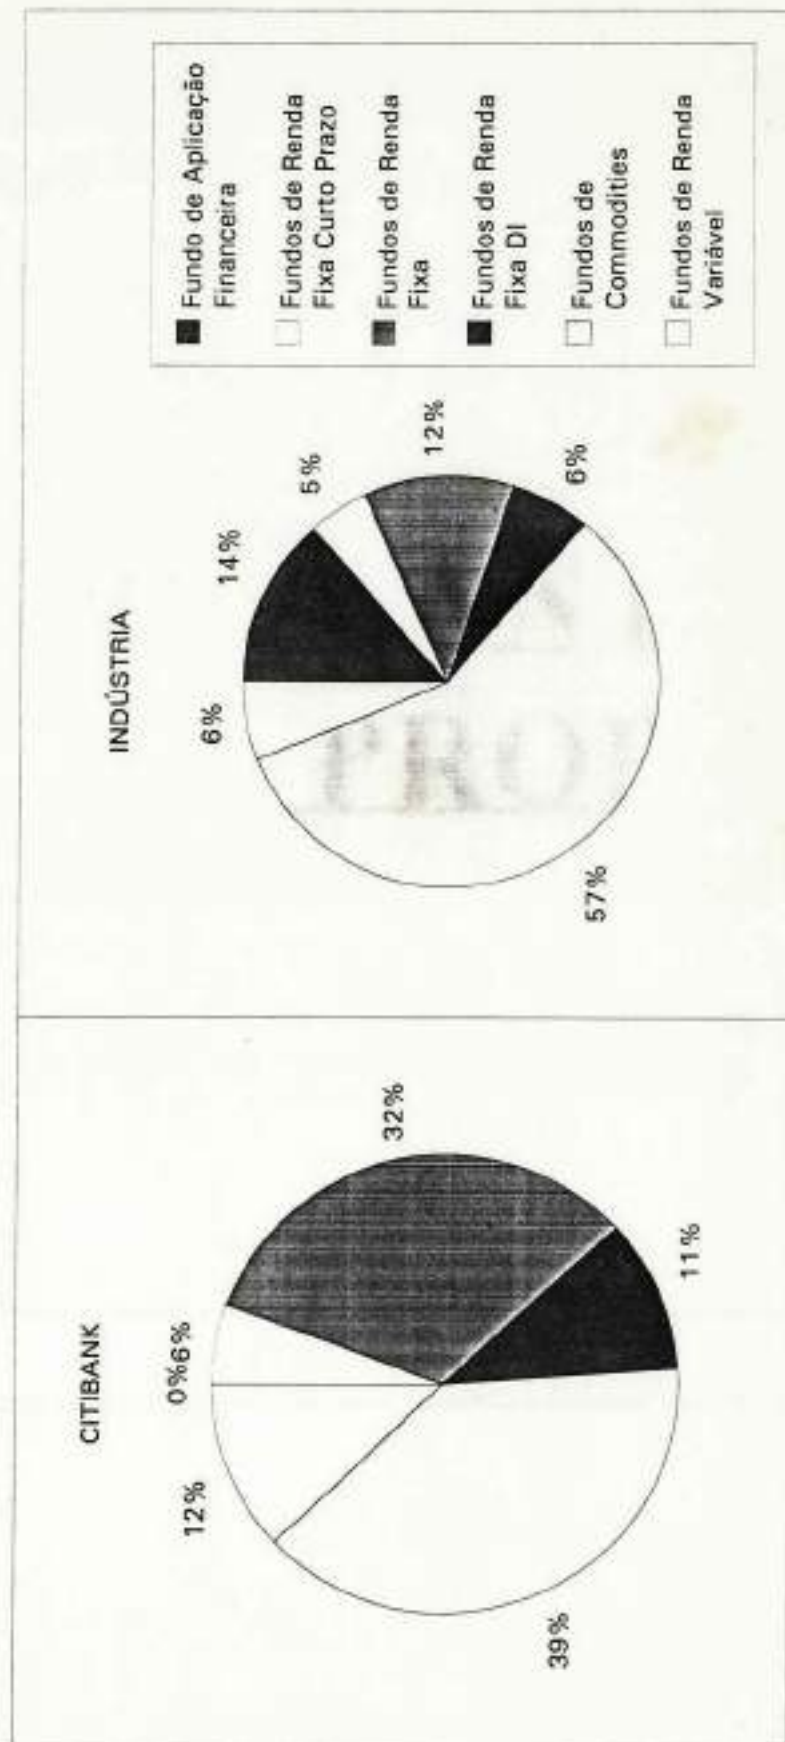 CITIBANK
0%
6%
32%
11%
39%
12%
INDÚSTRIA
14%
5%
12%
6%
57%
6%
Fundo de Aplicação
Financeira
Fundos de Renda
Fixa Curto Prazo
Fundos de Renda
Fixa
Fundos de Renda
Fixa DI
Fundos de
Commodities
Fundos de Renda
Variável